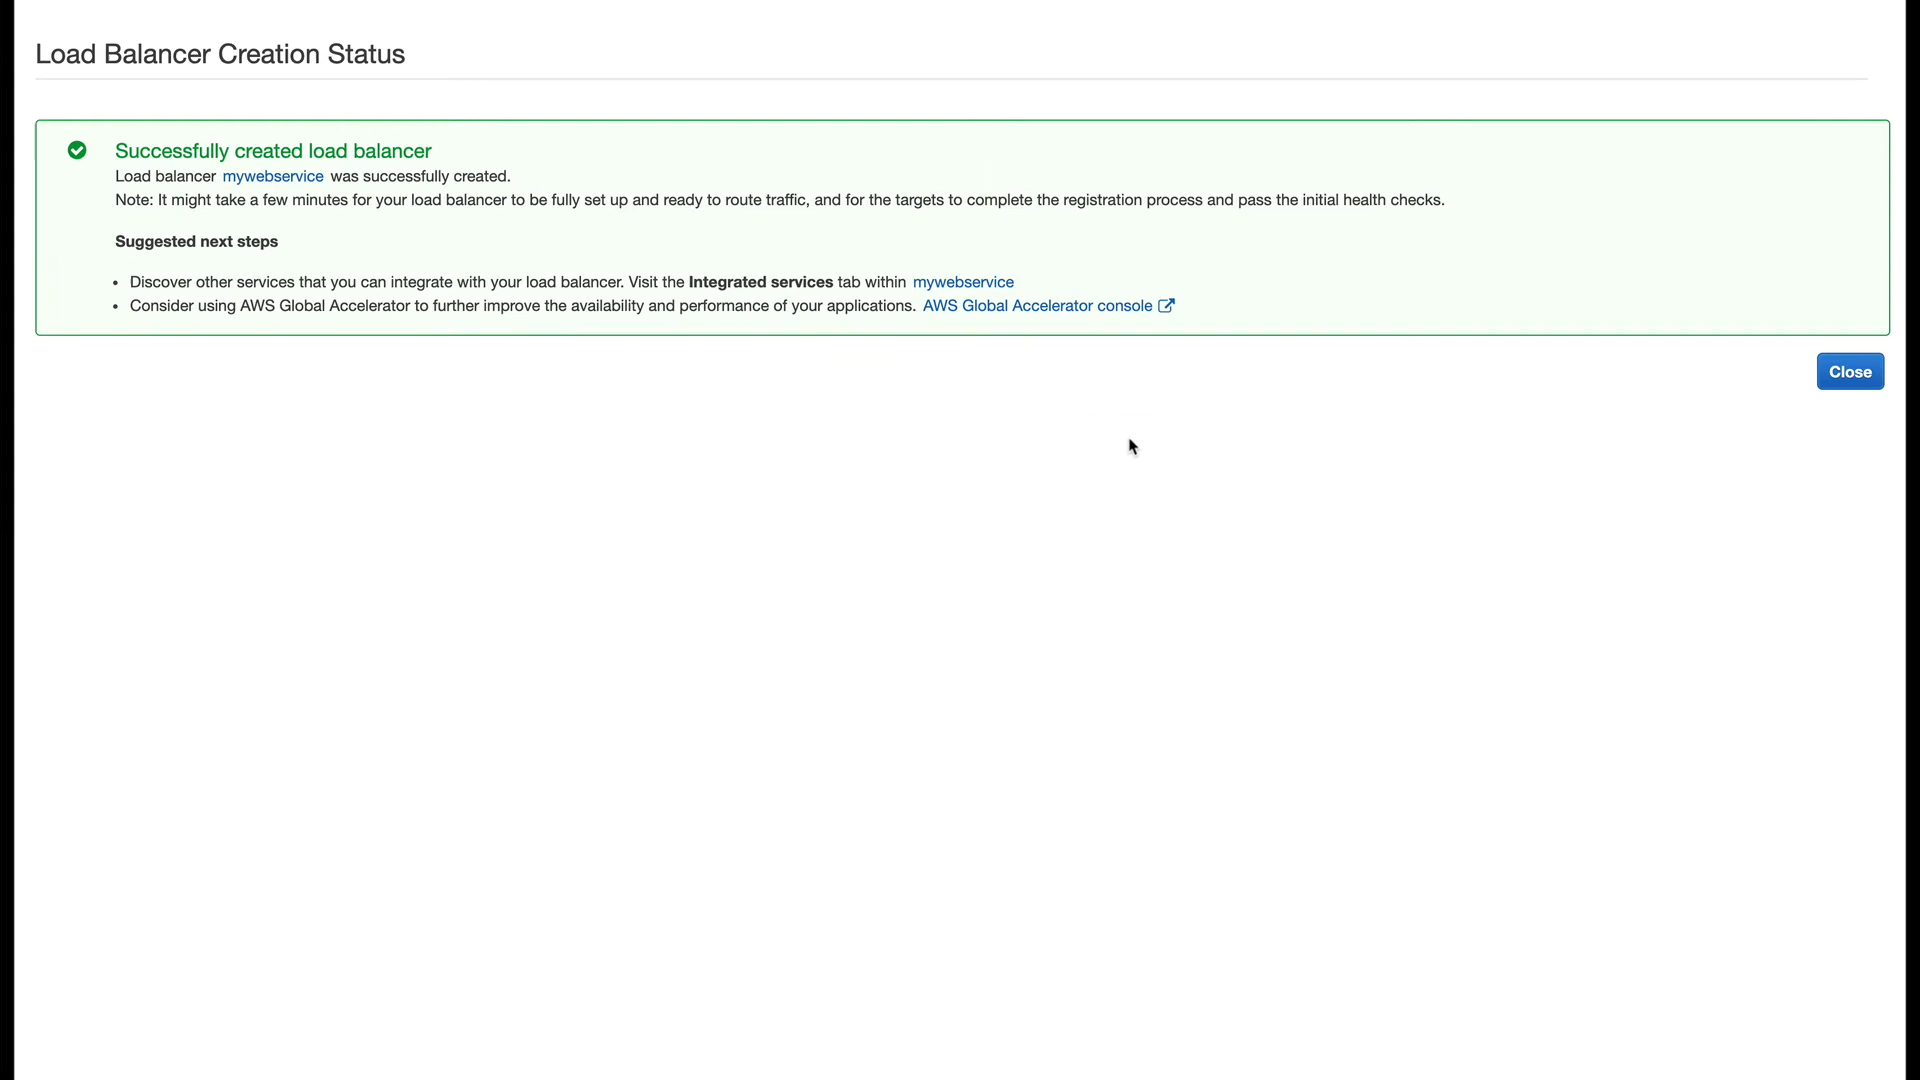 Load Balancer Creation Status
Successfully created load balancer
Load balancer mywebservice was successfully created.
Note: It might take a few minutes for your load balancer to be fully set up and ready to route traffic, and for the targets to complete the registration process and pass the initial health checks.
Suggested next steps
• Discover other services that you can integrate with your load balancer. Visit the Integrated services tab within mywebservice
• Consider using AWS Global Accelerator to further improve the availability and performance of your applications. AWS Global Accelerator console
Close